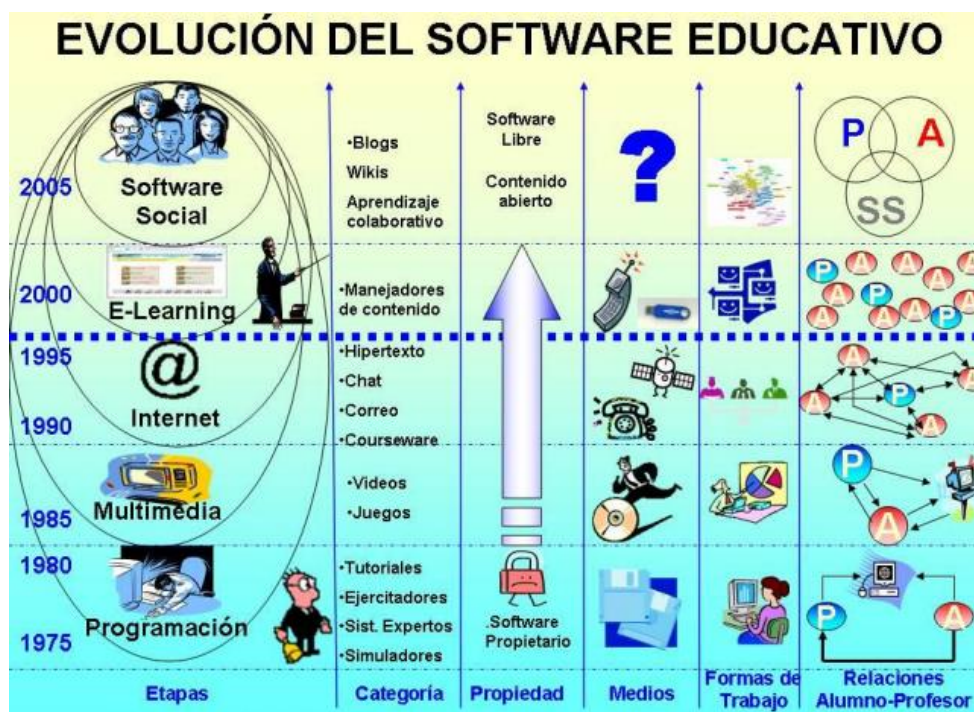 EVOLUCIÓN DEL SOFTWARE EDUCATIVO
2005
Software
Social
•Blogs
Wikis
Aprendizaje
colaborativo
Software
Libre
Contenido
abierto
?
P
A
SS
2000
E-Learning
•Manejadores
de contenido
P
A
A
A
A
P
A
A
A
A
A
P
A
1995
@
Internet
1990
•Hipertexto
•Chat
•Correo
•Courseware
A
A
A
P
A
Multimedia
1985
•Videos
•Juegos
P
A
1980
Programación
1975
•Tutoriales
•Ejercitadores
•Sist. Expertos
•Simuladores
.Software
Propietario
P
A
Etapas
Categoría
Propiedad
Medios
Formas de
Trabajo
Relaciones
Alumno-Profesor